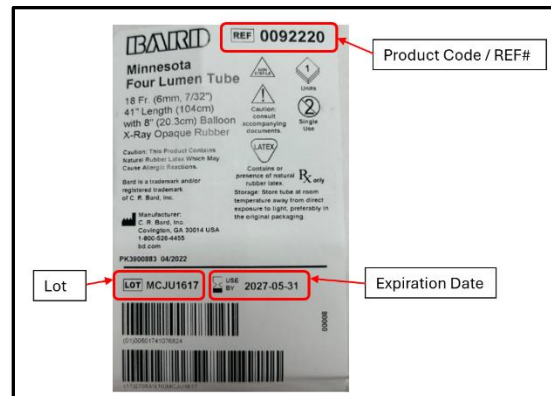 BARD
REF 0092220
Product Code / REF#
Minnesota
Four Lumen Tube
18 Fr. (6mm, 7/32")
41" Length (104cm)
with 8" (20.3cm) Balloon
X-Ray Opaque Rubber
NON
STERILE
1
Units
Caution:
consult
accompanying
documents.
2
Single
Use
Caution: This Product Contains
Natural Rubber Latex Which May
Cause Allergic Reactions.
LATEX
Contains or
presence of natural
rubber latex.
Rx only
Bard is a trademark and/or
registered trademark
of C. R. Bard, Inc.
Storage: Store tube at room
temperature away from direct
exposure to light, preferably in
the original packaging.
Manufacturer:
C. R. Bard, Inc.
Covington, GA 30014 USA
1-800-526-4455
bd.com
PK3900883 04/2022
Lot
LOT MCJU1617
USE
BY 2027-05-31
Expiration Date